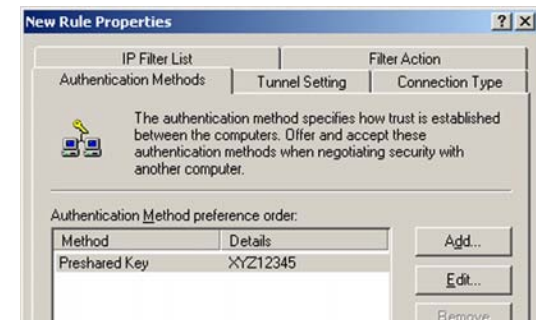 New Rule Properties ? ×
IP Filter List Filter Action
Authentication Methods Tunnel Setting Connection Type
The authentication method specifies how trust is established
between the computers. Offer and accept these
authentication methods when negotiating security with
another computer.
Authentication Method preference order:
Method Details Add...
Preshared Key XYZ12345
Edit...
Remove